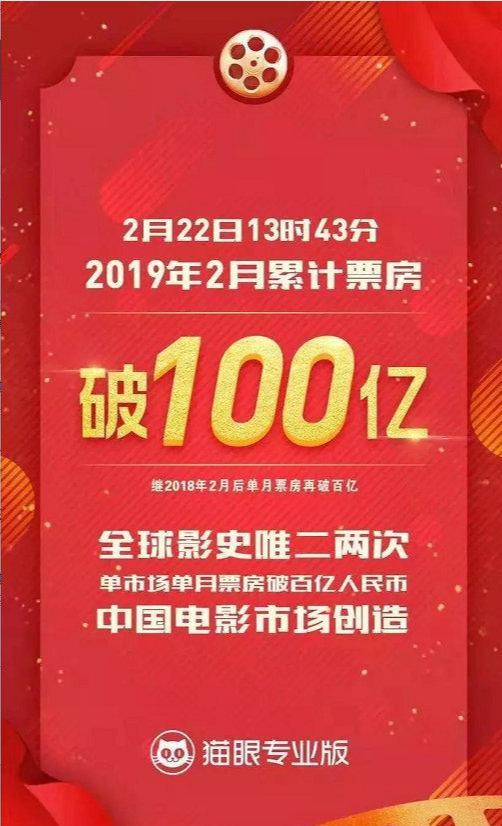 2月22日13时43分
2019年2月累计票房
破100亿
继2018年2月后单月票房再破百亿
全球影史唯二两次
单市场单月票房破百亿人民币
中国电影市场创造
猫眼专业版